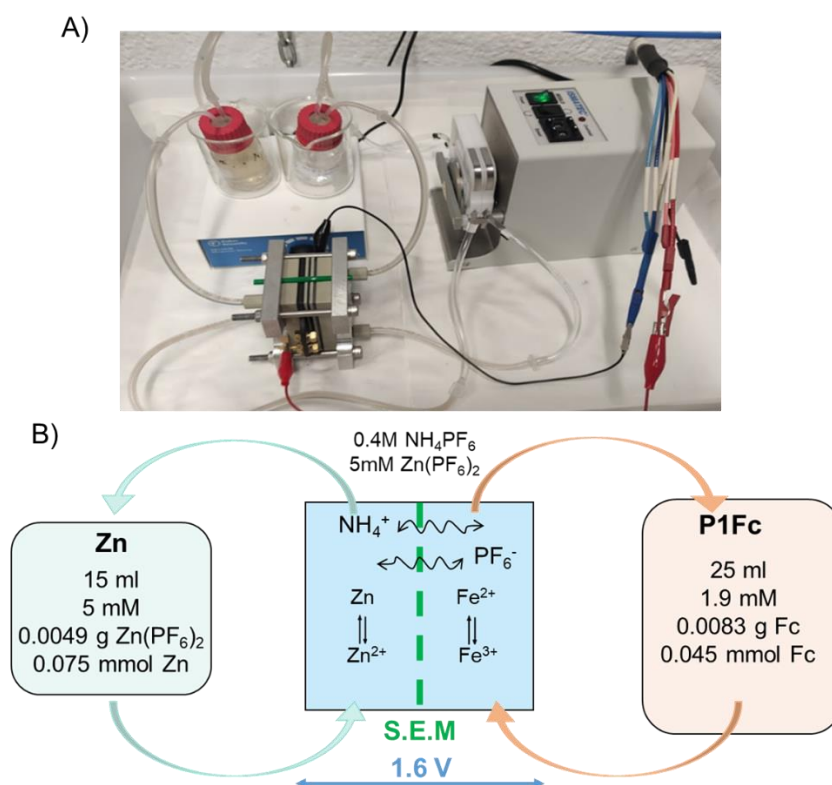 A)
ISMATEC
B)
0.4M NH₄PF₆
5mM Zn(PF₆)₂
Zn
15 ml
5 mM
0.0049 g Zn(PF₆)₂
0.075 mmol Zn
NH₄⁺
PF₆⁻
Zn
Fe²⁺
Zn²⁺
Fe³⁺
S.E.M
1.6 V
P1Fc
25 ml
1.9 mM
0.0083 g Fc
0.045 mmol Fc